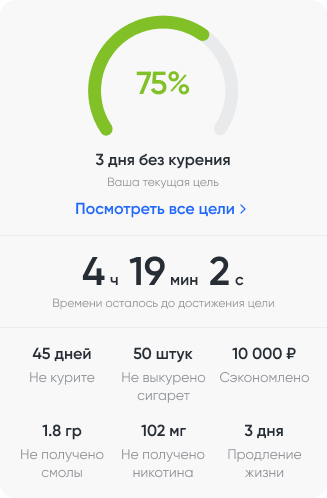 75%
3 дня без курения
Ваша текущая цель
Посмотреть все цели
4 ч 19 мин 2 с
Времени осталось до достижения цели
45 дней 50 штук 10 000 ₽
Не курите Не выкурено Сэкономлено
сигарет
1.8 гр 102 мг 3 дня
Не получено Не получено Продление
смолы никотина жизни